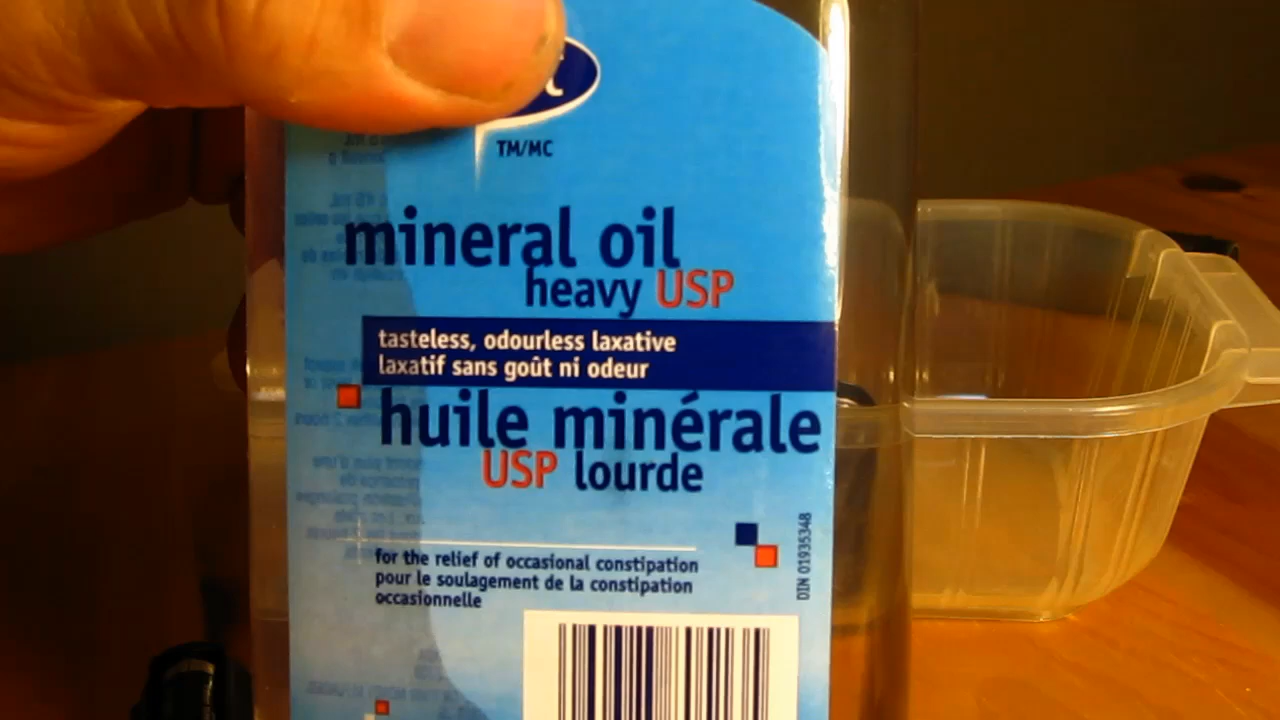 TM/MC
mineral oil
heavy USP
tasteless, odourless laxative
laxatif sans goût ni odeur
huile minérale
USP lourde
for the relief of occasional constipation
pour le soulagement de la constipation
occasionnelle
DIN 01935348